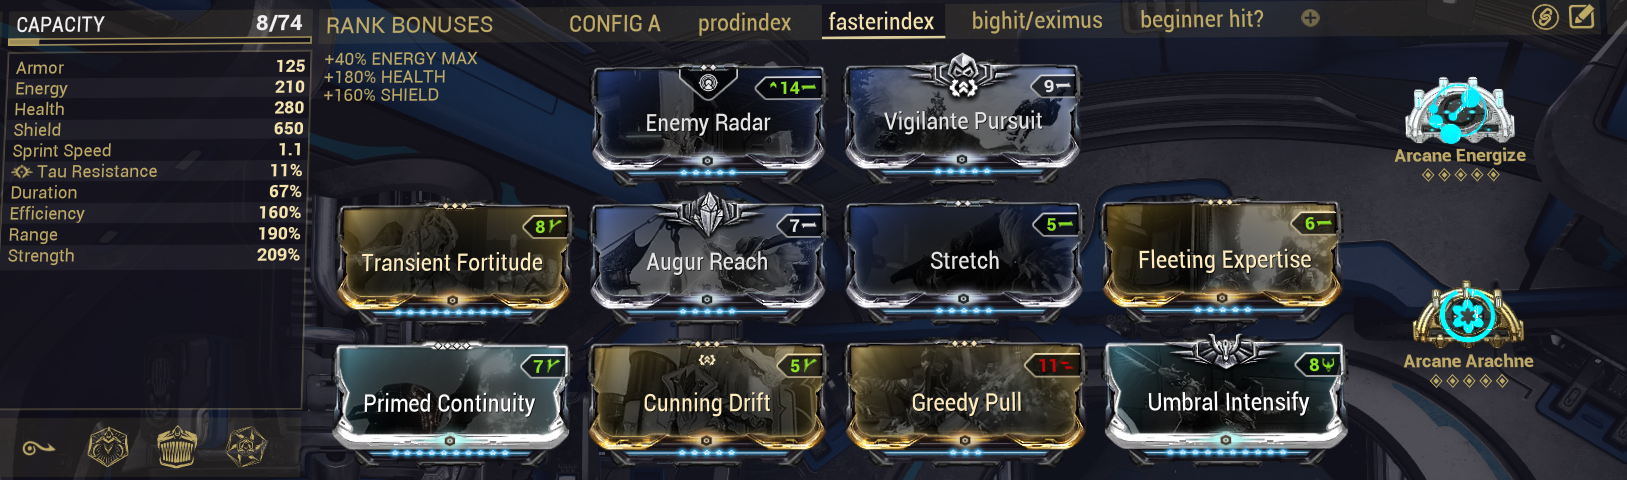 CAPACITY 8/74
Armor 125
Energy 210
Health 280
Shield 650
Sprint Speed 1.1
Tau Resistance 11%
Duration 67%
Efficiency 160%
Range 190%
Strength 209%
RANK BONUSES
+40% ENERGY MAX
+180% HEALTH
+160% SHIELD
CONFIG A prodindex fasterindex bighit/eximus beginner hit?
14 9
Enemy Radar Vigilante Pursuit
Arcane Energize
8 7 5 6
Transient Fortitude Augur Reach Stretch Fleeting Expertise
Arcane Arachne
7 5 11 8
Primed Continuity Cunning Drift Greedy Pull Umbral Intensify